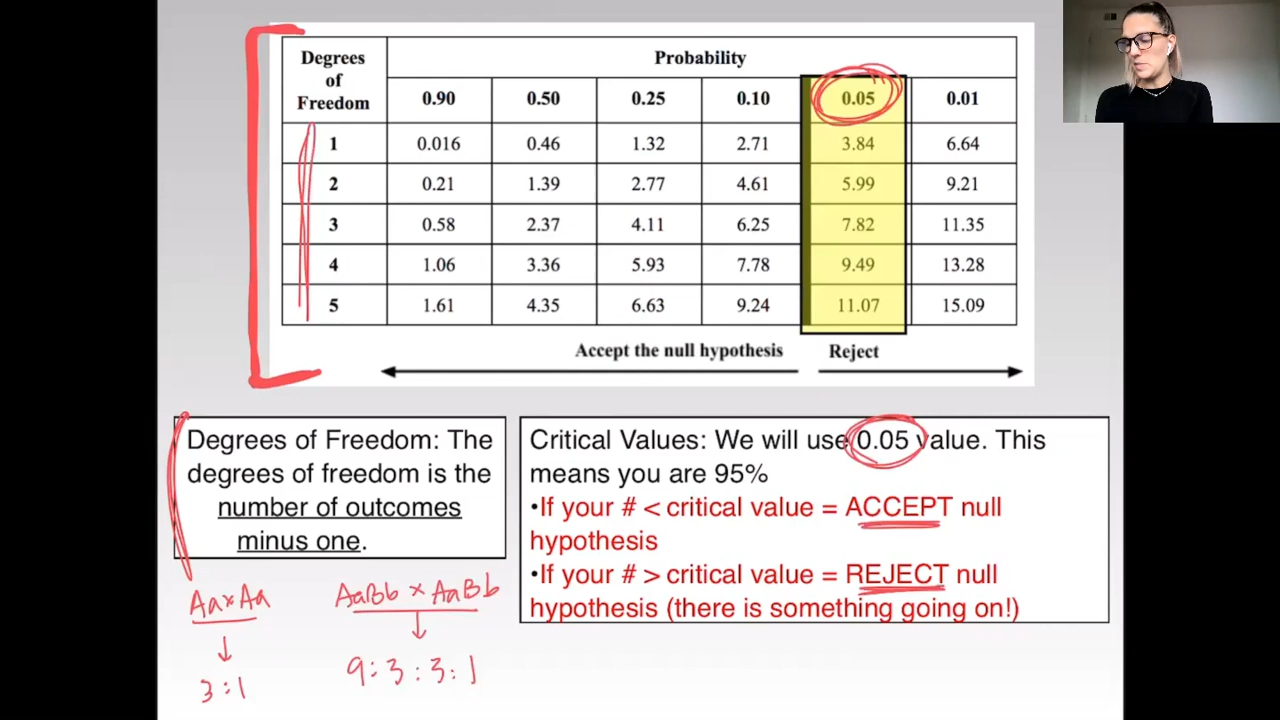 Degrees of Freedom Probability
0.90 0.50 0.25 0.10 0.05 0.01
1 0.016 0.46 1.32 2.71 3.84 6.64
2 0.21 1.39 2.77 4.61 5.99 9.21
3 0.58 2.37 4.11 6.25 7.82 11.35
4 1.06 3.36 5.93 7.78 9.49 13.28
5 1.61 4.35 6.63 9.24 11.07 15.09
Accept the null hypothesis Reject
Degrees of Freedom: The
degrees of freedom is the
number of outcomes
minus one.
Critical Values: We will use 0.05 value. This
means you are 95%
•If your # < critical value = ACCEPT null
hypothesis
•If your # > critical value = REJECT null
hypothesis (there is something going on!)
Aa x Aa
3:1
AaBb x AaBb
9:3:3:1